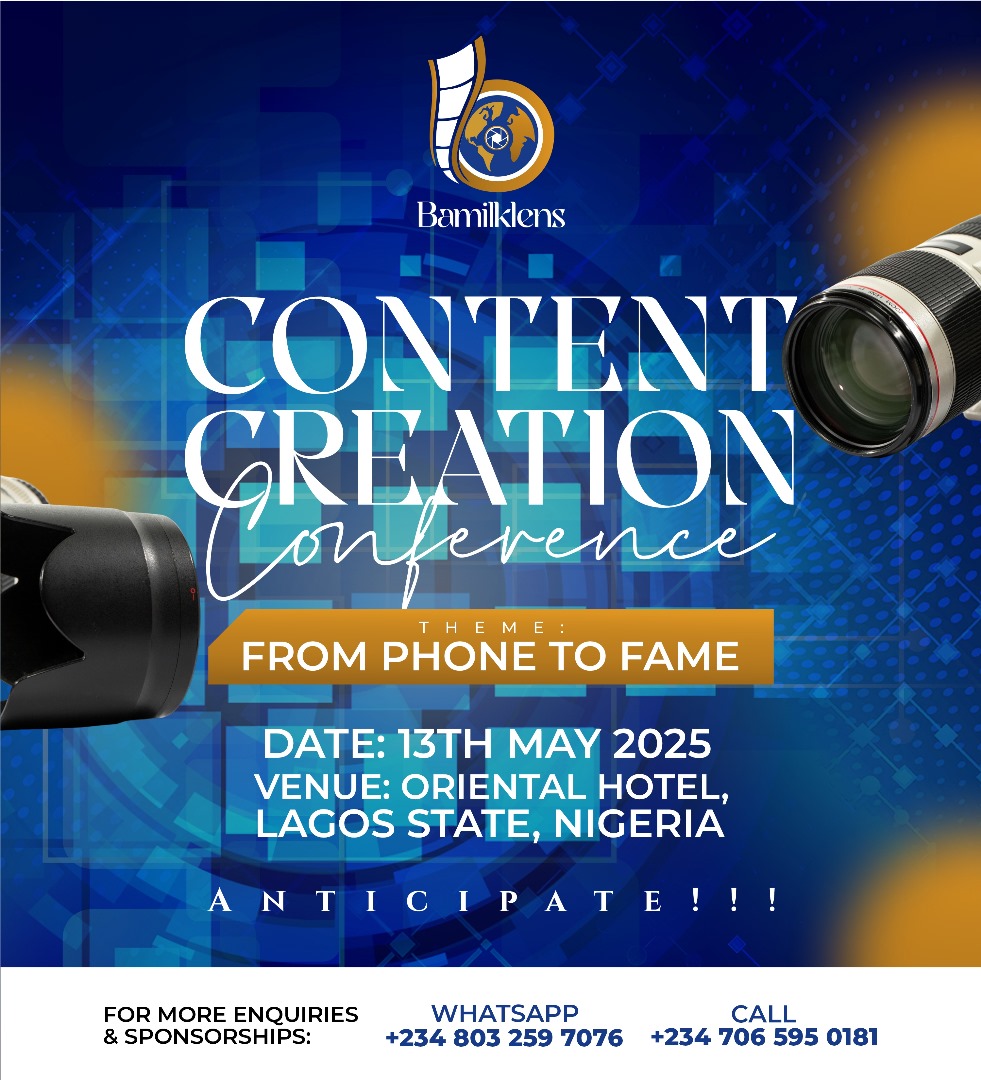 Bamilklens
CONTENT
CREATION
Conference
THEME:
FROM PHONE TO FAME
DATE: 13TH MAY 2025
VENUE: ORIENTAL HOTEL,
LAGOS STATE, NIGERIA
ANTICIPATE!!!
FOR MORE ENQUIRIES
& SPONSORSHIPS:
WHATSAPP
+234 803 259 7076
CALL
+234 706 595 0181